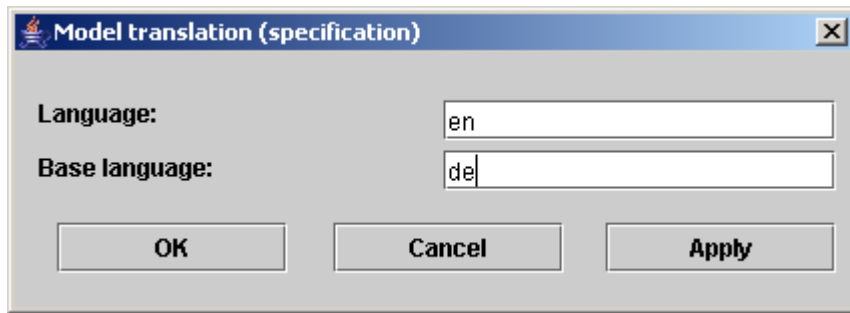 Model translation (specification)
Language: en
Base language: de
OK Cancel Apply